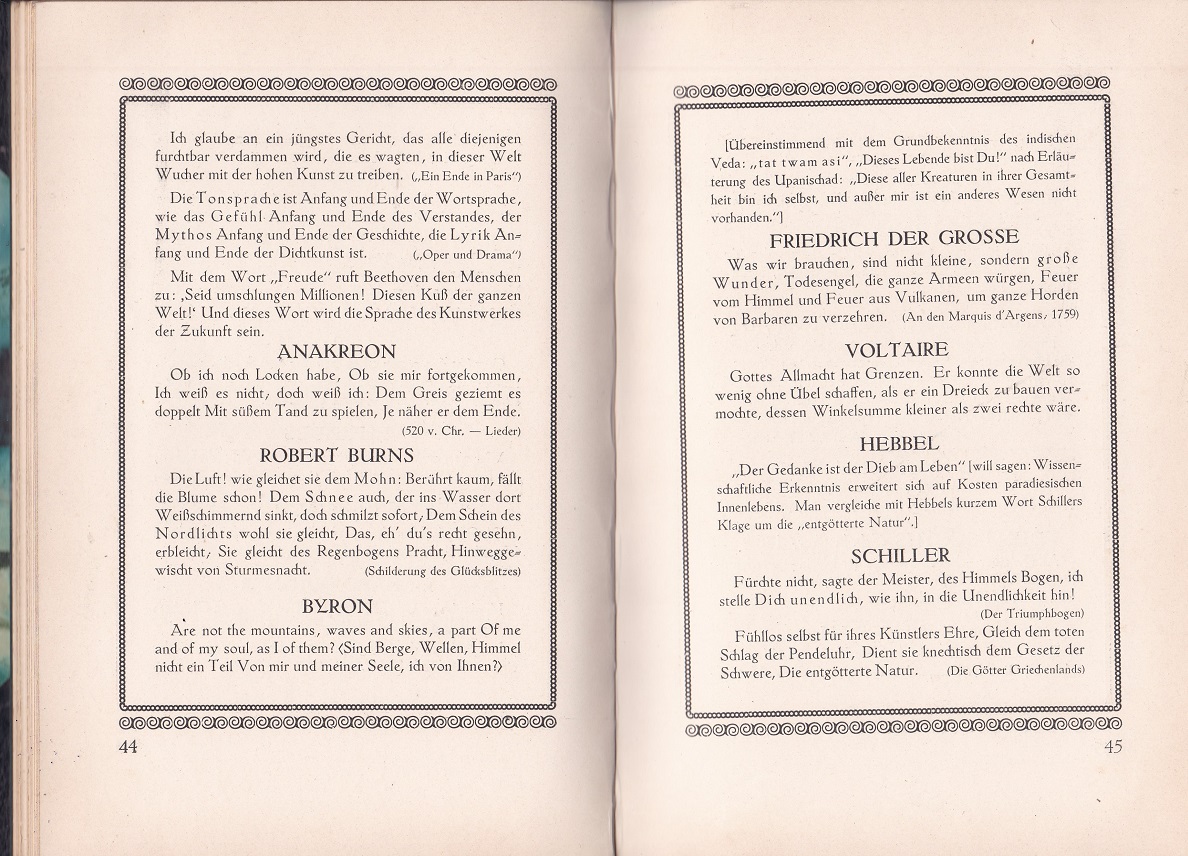 Ich glaube an ein jüngstes Gericht, das alle diejenigen
furchtbar verdammen wird, die es wagten, in dieser Welt
Wucher mit der hohen Kunst zu treiben. („Ein Ende in Paris“)
Die Tonsprache ist Anfang und Ende der Wortsprache,
wie das Gefühl Anfang und Ende des Verstandes, der
Mythos Anfang und Ende der Geschichte, die Lyrik An=
fang und Ende der Dichtkunst ist. („Oper und Drama“)
Mit dem Wort „Freude“ ruft Beethoven den Menschen
zu: ‚Seid umschlungen Millionen! Diesen Kuß der ganzen
Welt!‘ Und dieses Wort wird die Sprache des Kunstwerkes
der Zukunft sein.
ANAKREON
Ob ich noch Locken habe, Ob sie mir fortgekommen,
Ich weiß es nicht, doch weiß ich: Dem Greis geziemt es
doppelt Mit süßem Tand zu spielen, Je näher er dem Ende.
(520 v. Chr. — Lieder)
ROBERT BURNS
Die Luft! wie gleichet sie dem Mohn: Berührt kaum, fällt
die Blume schon! Dem Schnee auch, der ins Wasser dort
Weißschimmernd sinkt, doch schmilzt sofort, Dem Schein des
Nordlichts wohl sie gleicht, Das, eh' du's recht gesehn,
erbleicht, Sie gleicht des Regenbogens Pracht, Hinwegge=
wischt von Sturmesnacht. (Schilderung des Glücksblitzes)
BYRON
Are not the mountains, waves and skies, a part Of me
and of my soul, as I of them? (Sind Berge, Wellen, Himmel
nicht ein Teil Von mir und meiner Seele, ich von Ihnen?)
44
[Übereinstimmend mit dem Grundbekenntnis des indischen
Veda: „tat twam asi“, „Dieses Lebende bist Du!“ nach Erläu=
terung des Upanischad: „Diese aller Kreaturen in ihrer Gesamt=
heit bin ich selbst, und außer mir ist ein anderes Wesen nicht
vorhanden.“]
FRIEDRICH DER GROSSE
Was wir brauchen, sind nicht kleine, sondern große
Wunder, Todesengel, die ganze Armeen würgen, Feuer
vom Himmel und Feuer aus Vulkanen, um ganze Horden
von Barbaren zu verzehren. (An den Marquis d'Argens, 1759)
VOLTAIRE
Gottes Allmacht hat Grenzen. Er konnte die Welt so
wenig ohne Übel schaffen, als er ein Dreieck zu bauen ver=
mochte, dessen Winkelsumme kleiner als zwei rechte wäre.
HEBBEL
„Der Gedanke ist der Dieb am Leben“ [will sagen: Wissen=
schaftliche Erkenntnis erweitert sich auf Kosten paradiesischen
Innenlebens. Man vergleiche mit Hebbels kurzem Wort Schillers
Klage um die „entgötterte Natur“.]
SCHILLER
Fürchte nicht, sagte der Meister, des Himmels Bogen, ich
stelle Dich unendlich, wie ihn, in die Unendlichkeit hin!
(Der Triumphbogen)
Fühllos selbst für ihres Künstlers Ehre, Gleich dem toten
Schlag der Pendeluhr, Dient sie knechtisch dem Gesetz der
Schwere, Die entgötterte Natur. (Die Götter Griechenlands)
45